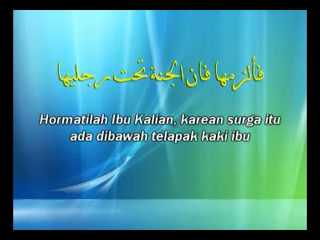 فألزمها فان الجنة تحت رجليها
Hormatilah Ibu Kalian, karean surga itu
ada dibawah telapak kaki ibu